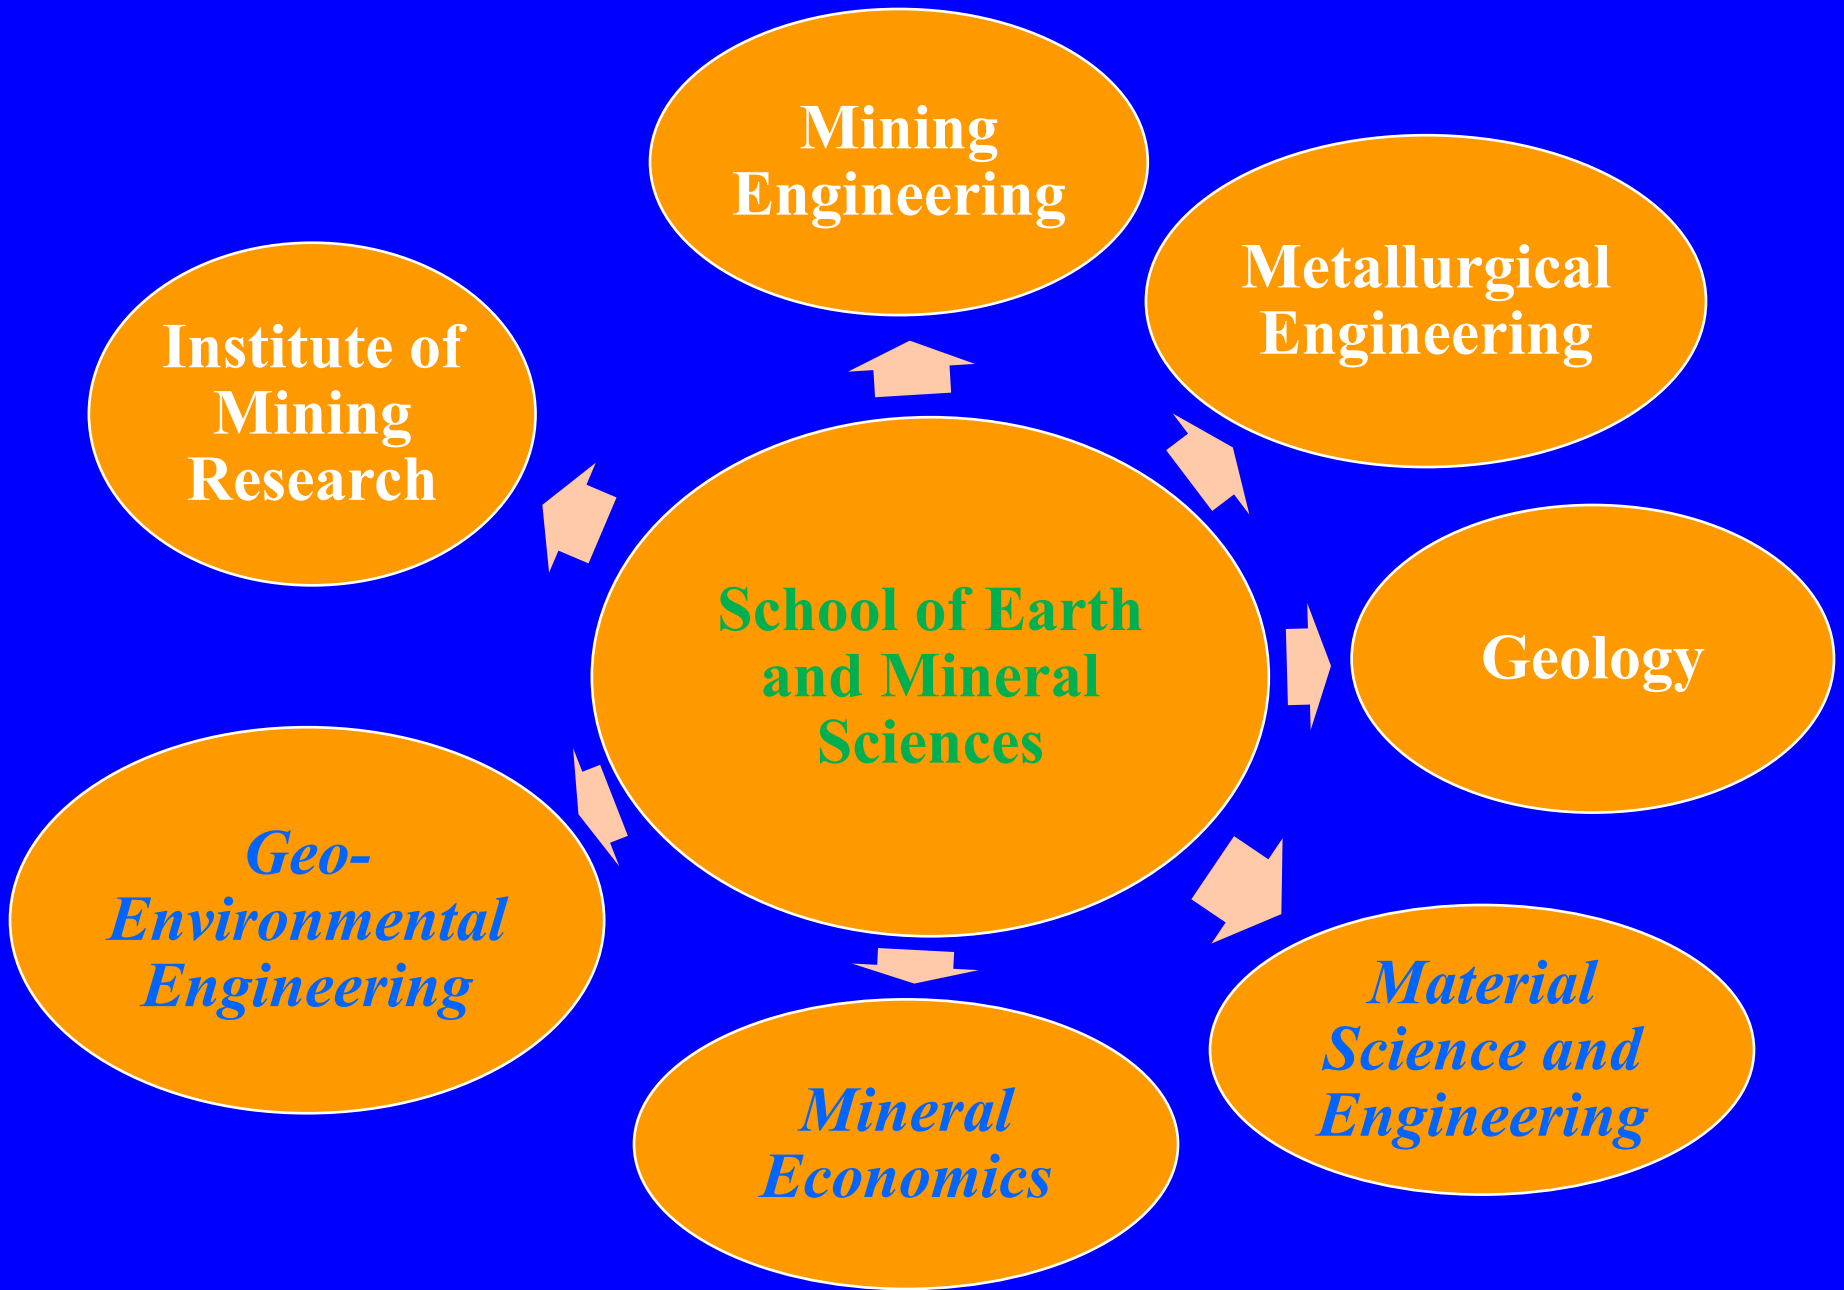 Mining
Engineering
Metallurgical
Engineering
Institute of
Mining
Research
School of Earth
and Mineral
Sciences
Geology
Geo-
Environmental
Engineering
Material
Science and
Engineering
Mineral
Economics